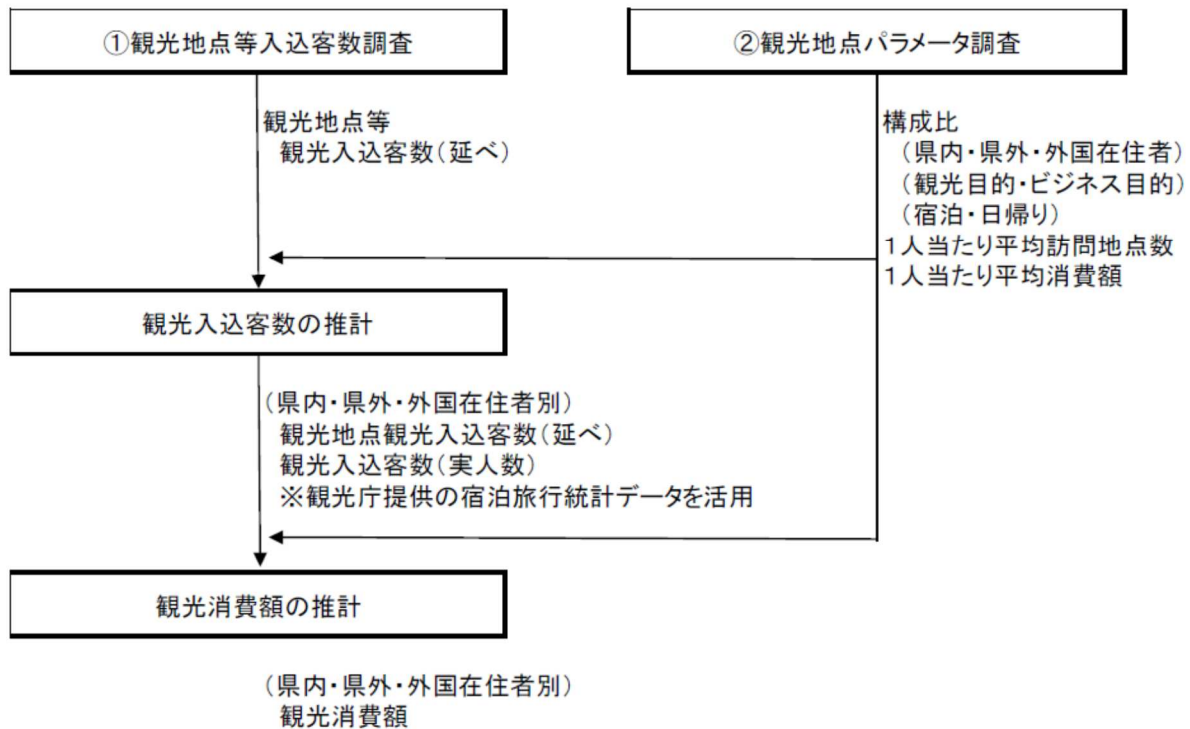 ①観光地点等入込客数調査
②観光地点パラメータ調査
観光地点等
観光入込客数(延べ)
構成比
(県内・県外・外国在住者)
(観光目的・ビジネス目的)
(宿泊・日帰り)
1人当たり平均訪問地点数
1人当たり平均消費額
観光入込客数の推計
(県内・県外・外国在住者別)
観光地点観光入込客数(延べ)
観光入込客数(実人数)
※観光庁提供の宿泊旅行統計データを活用
観光消費額の推計
(県内・県外・外国在住者別)
観光消費額